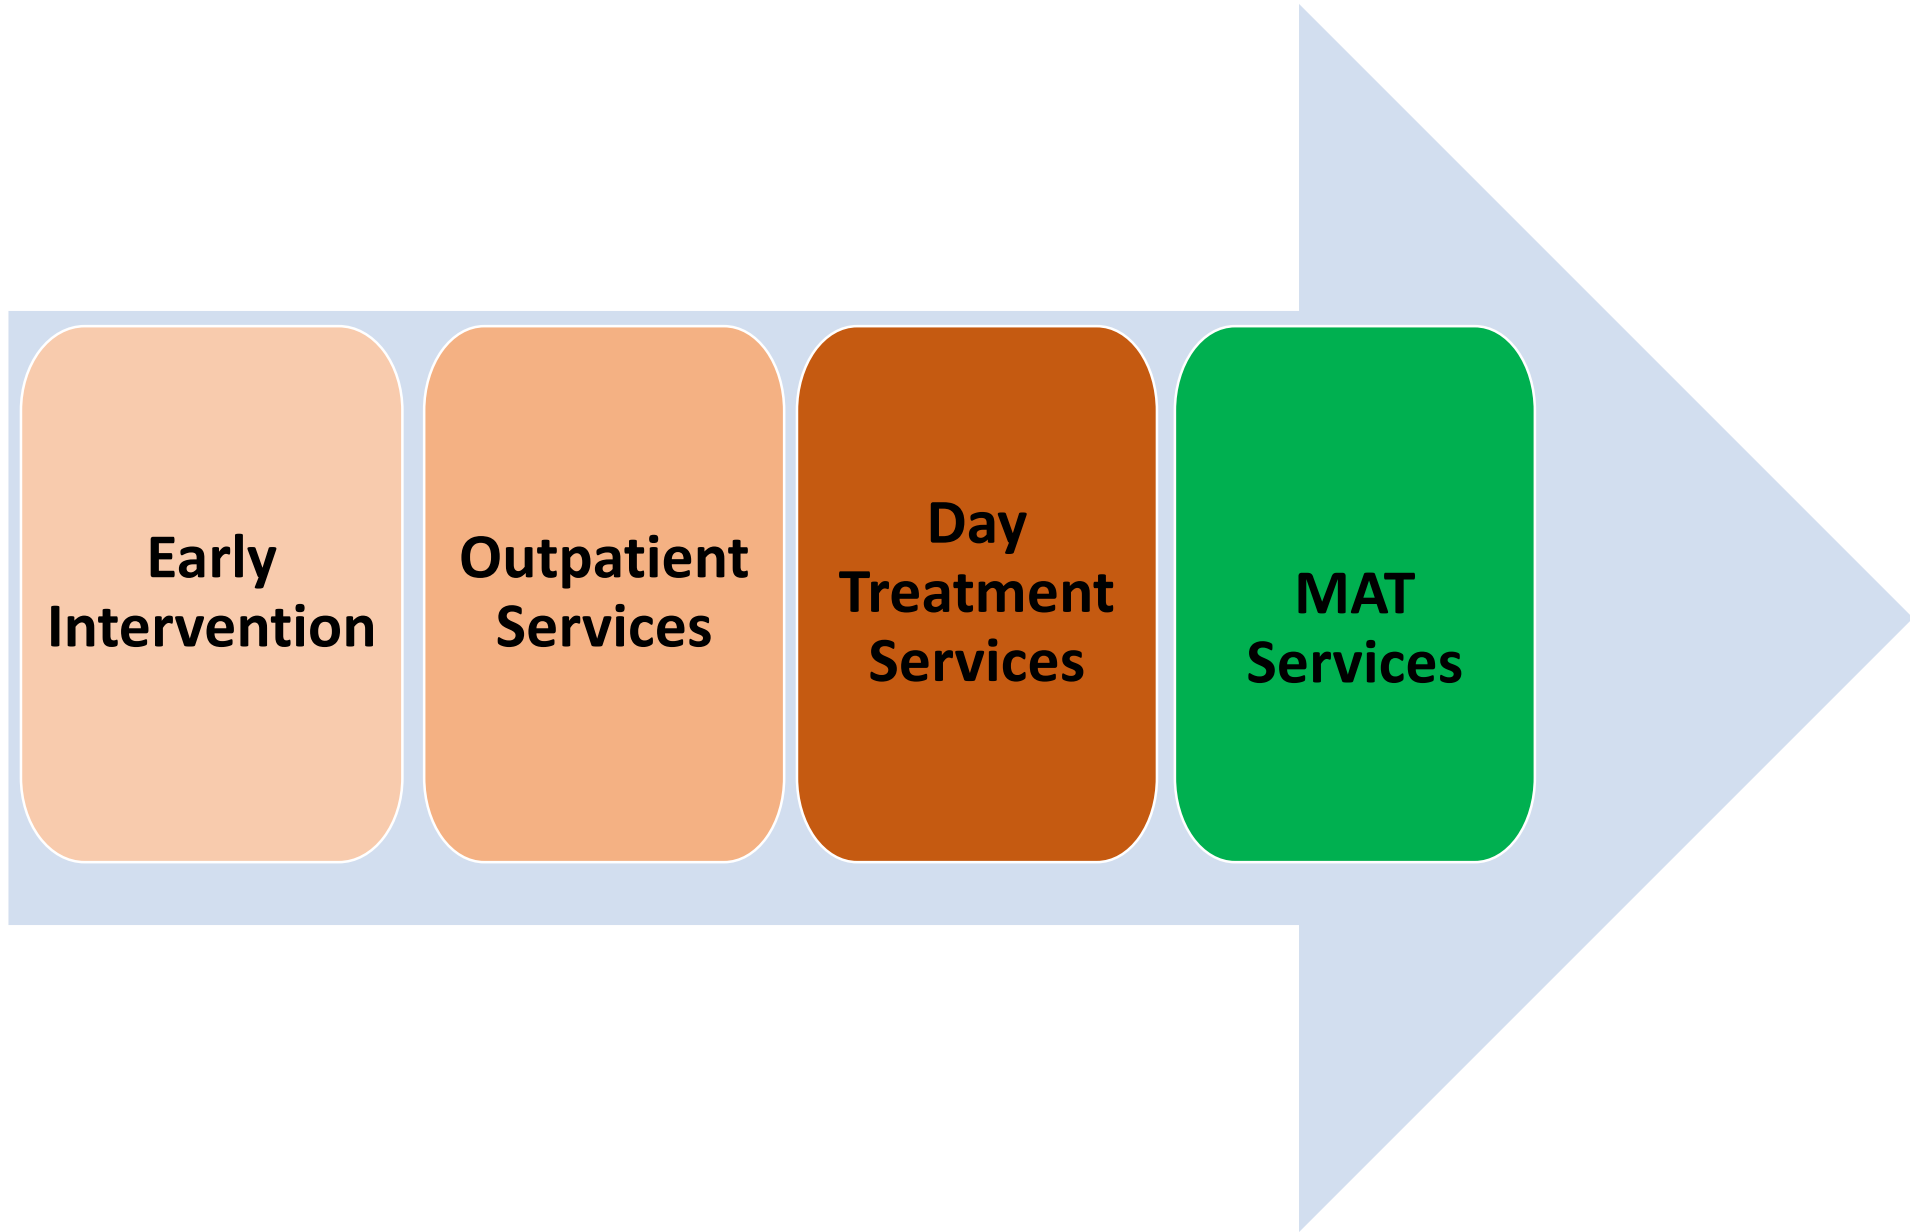 Early
Intervention
Outpatient
Services
Day
Treatment
Services
MAT
Services